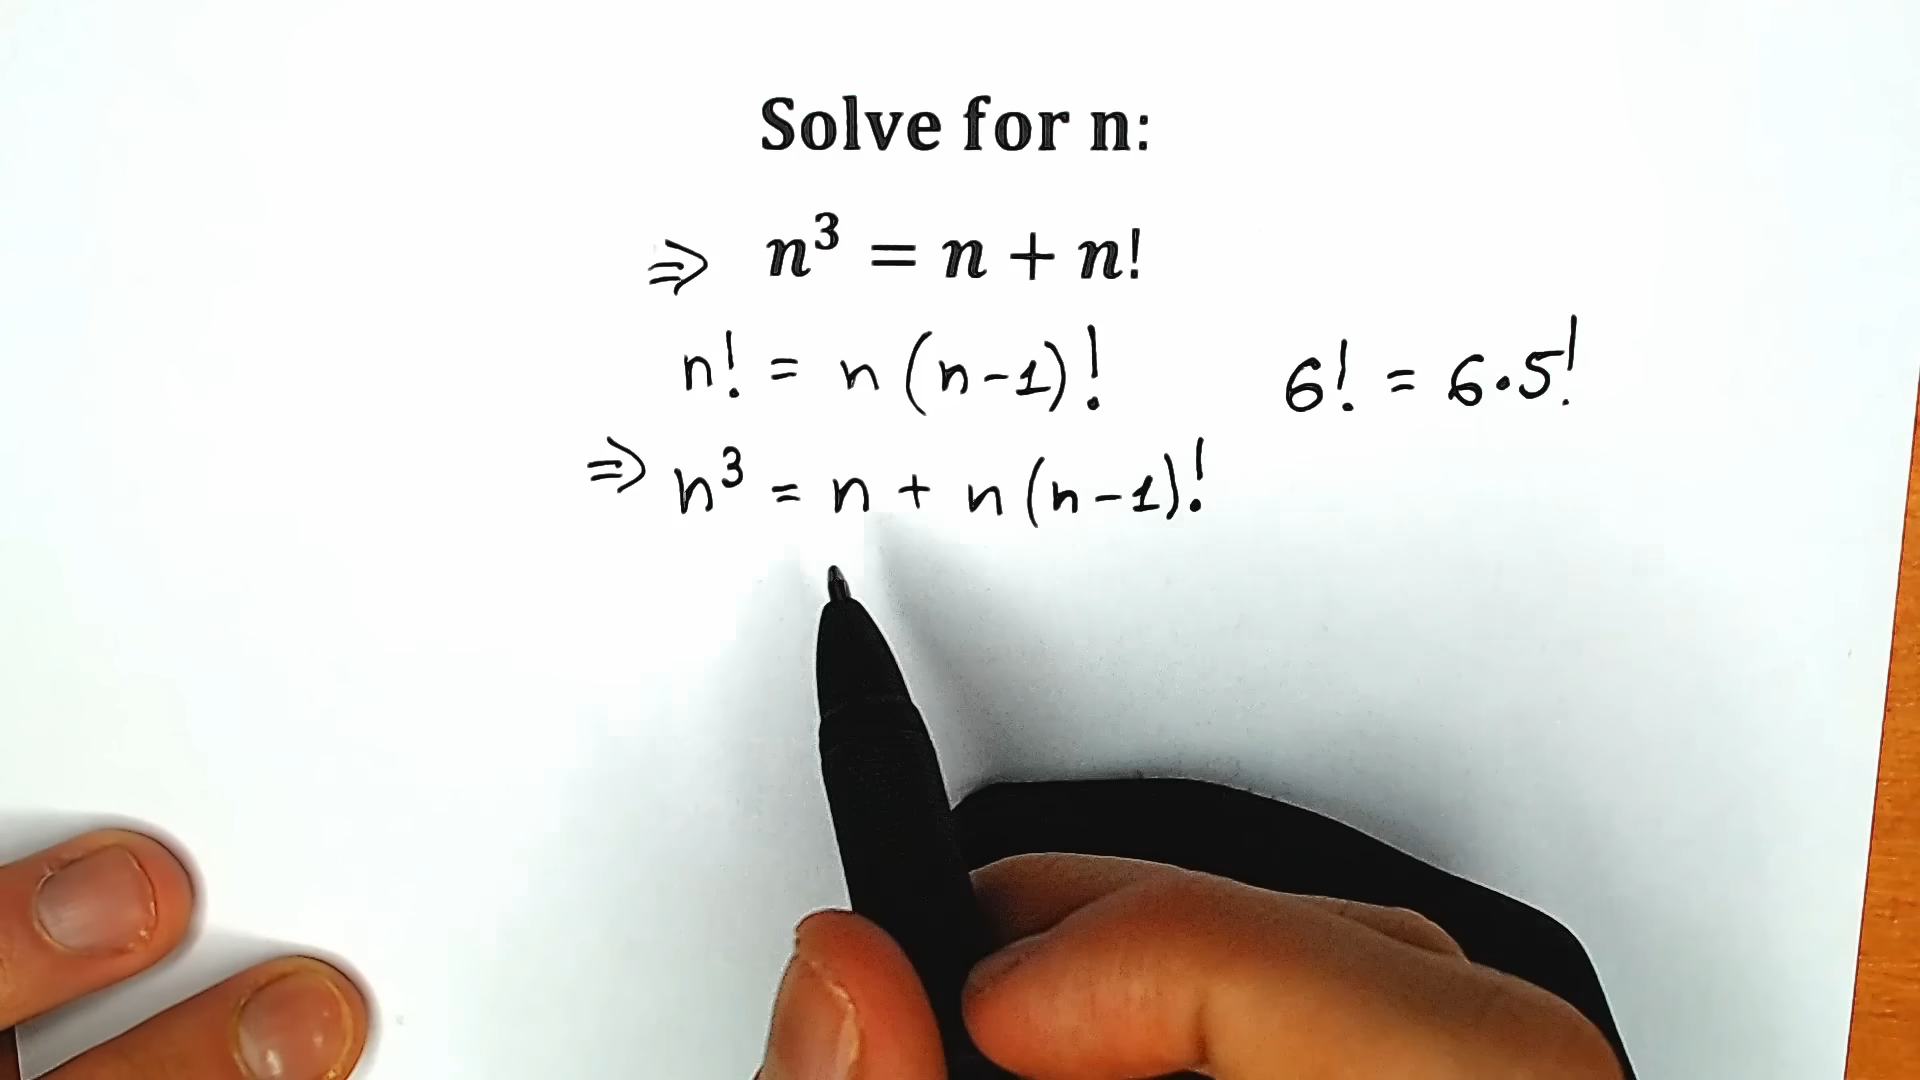 Solve for n:
⇒ n³ = n + n!
n! = n(n-1)! 6! = 6·5!
⇒ n³ = n + n(n-1)!